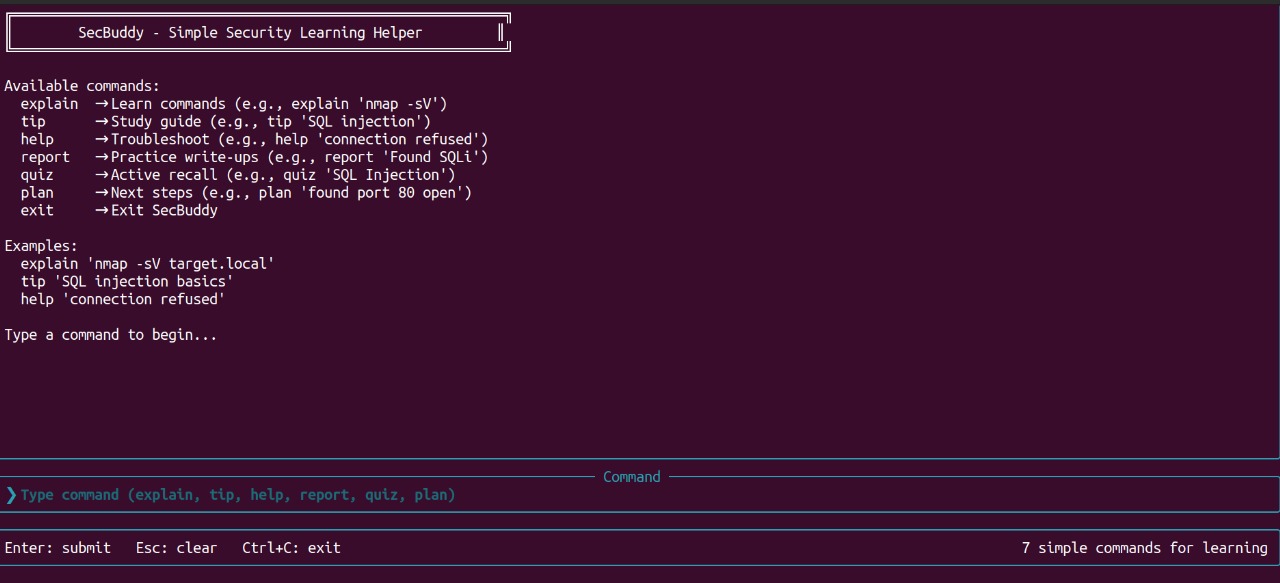 SecBuddy - Simple Security Learning Helper
Available commands:
explain →Learn commands (e.g., explain 'nmap -sV')
tip →Study guide (e.g., tip 'SQL injection')
help →Troubleshoot (e.g., help 'connection refused')
report →Practice write-ups (e.g., report 'Found SQLi')
quiz →Active recall (e.g., quiz 'SQL Injection')
plan →Next steps (e.g., plan 'found port 80 open')
exit →Exit SecBuddy
Examples:
explain 'nmap -sV target.local'
tip 'SQL injection basics'
help 'connection refused'
Type a command to begin...
Command
❯Type command (explain, tip, help, report, quiz, plan)
Enter: submit Esc: clear Ctrl+C: exit 7 simple commands for learning